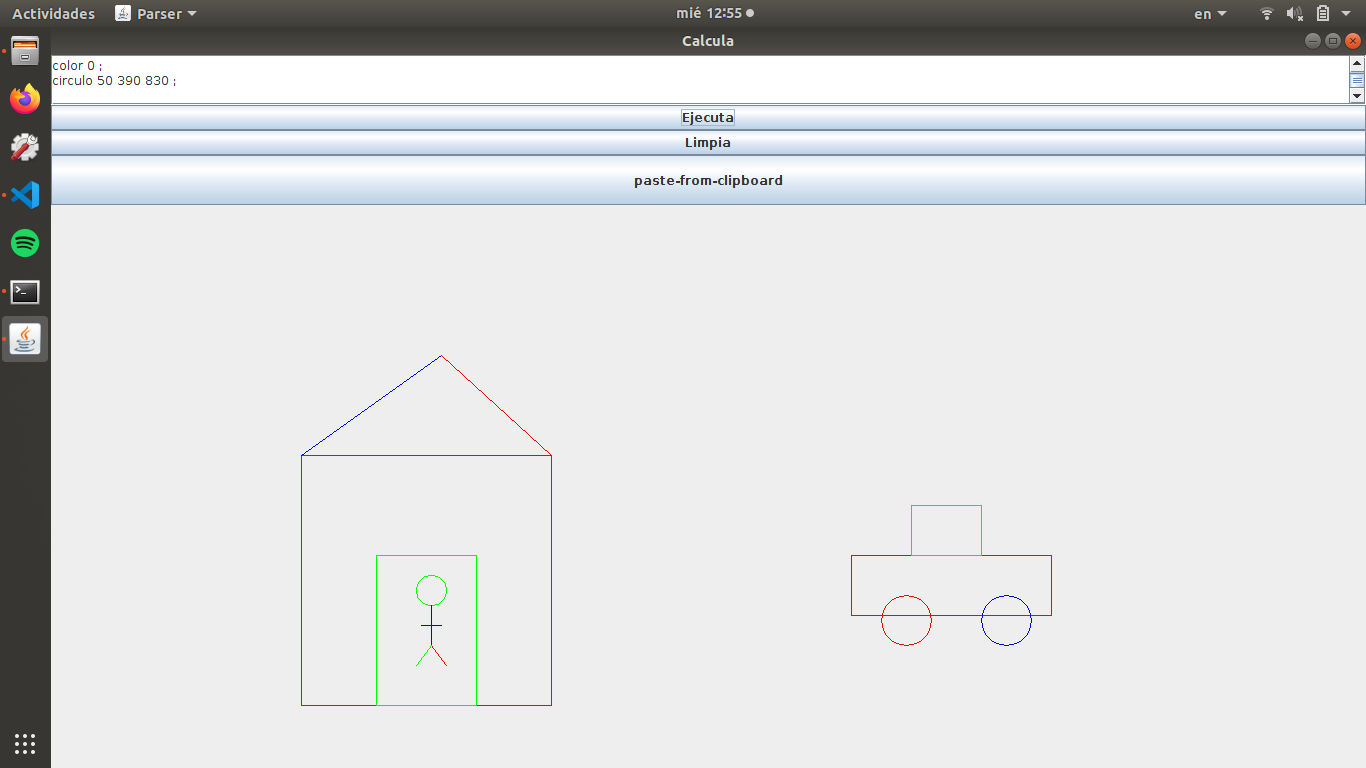 Actividades Parser mié 12:55 en
Calcula
color 0 ;
circulo 50 390 830 ;
Ejecuta
Limpia
paste-from-clipboard